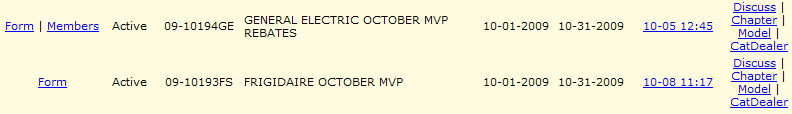 Form | Members Active 09-10194GE GENERAL ELECTRIC OCTOBER MVP REBATES 10-01-2009 10-31-2009 10-05 12:45 Discuss |
Chapter |
Model |
CatDealer
Form Active 09-10193FS FRIGIDAIRE OCTOBER MVP 10-01-2009 10-31-2009 10-08 11:17 Discuss |
Chapter |
Model |
CatDealer